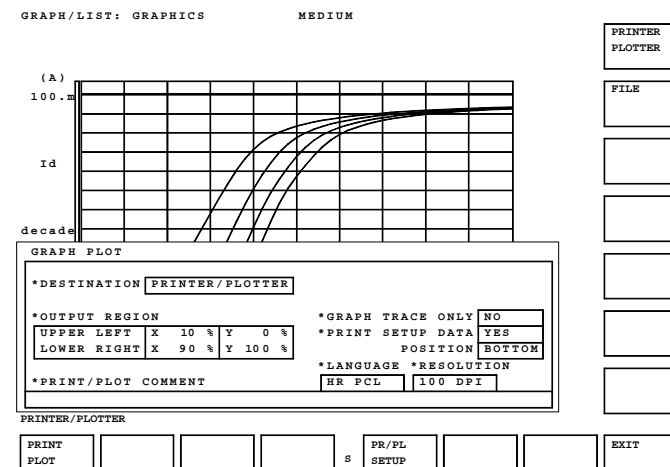 GRAPH/LIST: GRAPHICS MEDIUM
PRINTER
PLOTTER
(A)
100.m
FILE
Id
decade
GRAPH PLOT
*DESTINATION PRINTER/PLOTTER
*OUTPUT REGION *GRAPH TRACE ONLY NO
UPPER LEFT X 10 % Y 0 % *PRINT SETUP DATA YES
LOWER RIGHT X 90 % Y 100 % POSITION BOTTOM
*LANGUAGE *RESOLUTION
*PRINT/PLOT COMMENT HR PCL 100 DPI
PRINTER/PLOTTER
PRINT
PLOT
S
PR/PL
SETUP
EXIT